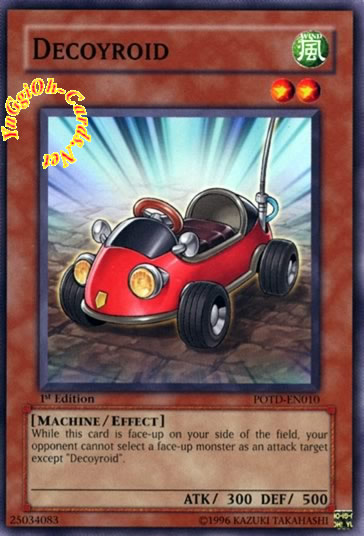 DECOYROID
WIND
風
YuGgiOh-Cards.Net
1st Edition
POTD-EN010
[MACHINE/EFFECT]
While this card is face-up on your side of the field, your
opponent cannot select a face-up monster as an attack target
except "Decoyroid".
ATK/ 300 DEF/ 500
25034083
©1996 KAZUKI TAKAHASHI